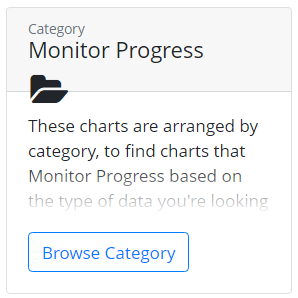 Category
Monitor Progress
These charts are arranged by
category, to find charts that
Monitor Progress based on
the type of data you're looking
Browse Category